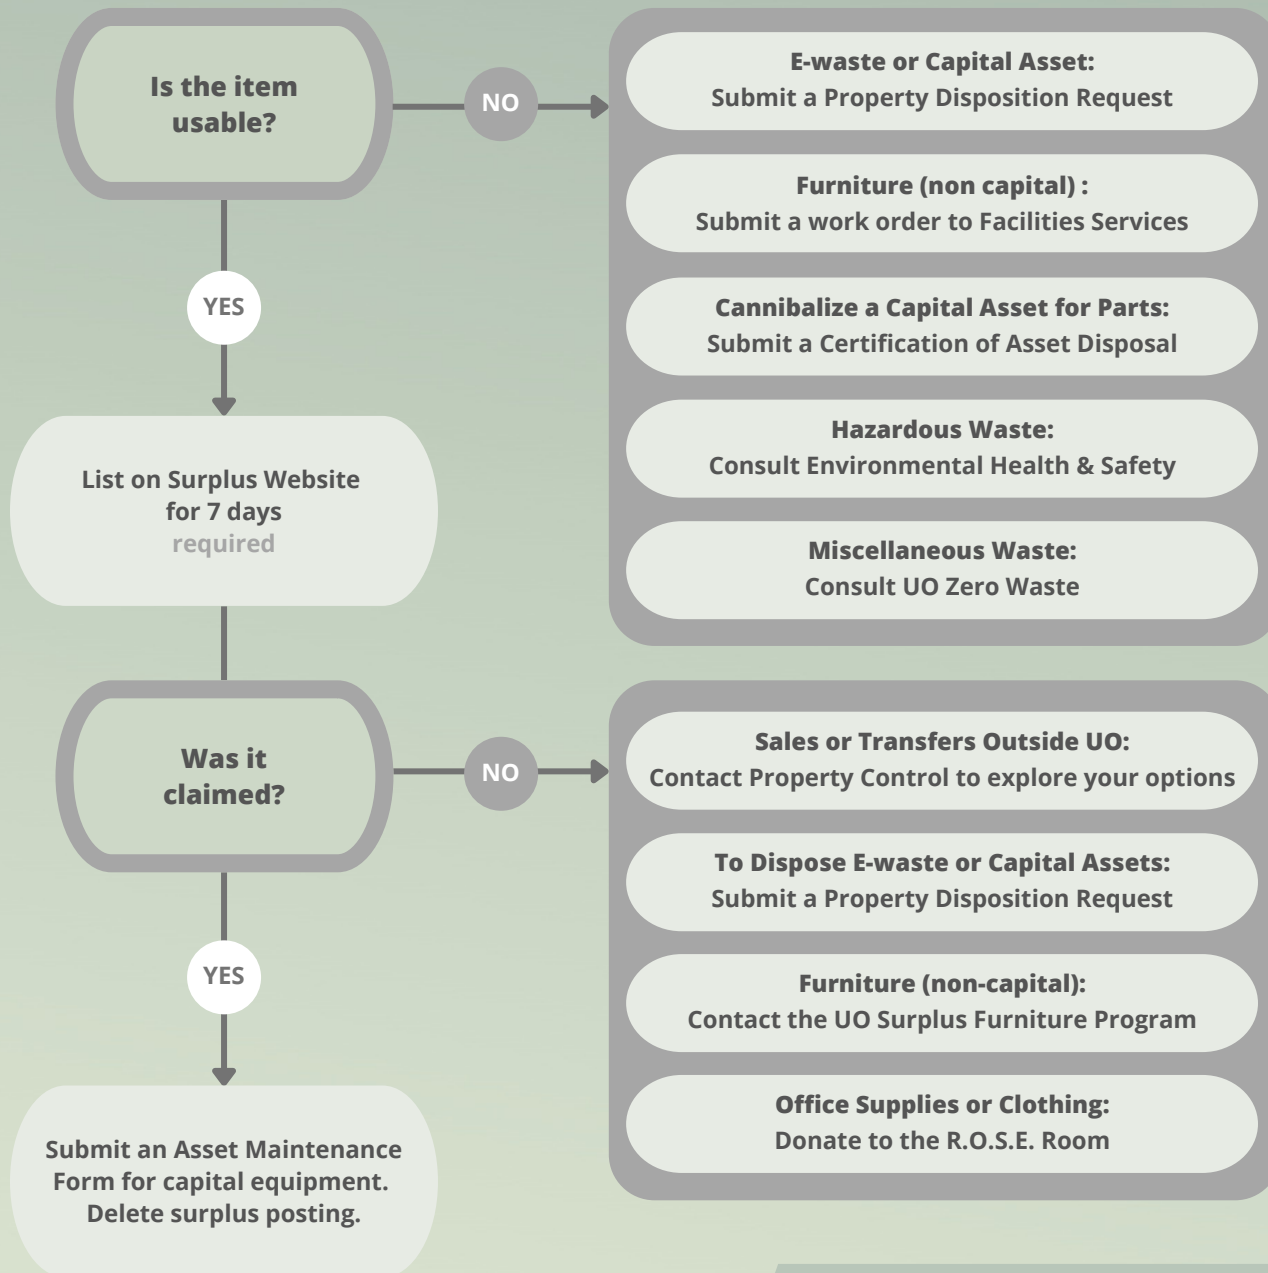 Is the item
usable?
NO
E-waste or Capital Asset:
Submit a Property Disposition Request
Furniture (non capital) :
Submit a work order to Facilities Services
Cannibalize a Capital Asset for Parts:
Submit a Certification of Asset Disposal
Hazardous Waste:
Consult Environmental Health & Safety
Miscellaneous Waste:
Consult UO Zero Waste
YES
List on Surplus Website
for 7 days
required
Was it
claimed?
NO
Sales or Transfers Outside UO:
Contact Property Control to explore your options
To Dispose E-waste or Capital Assets:
Submit a Property Disposition Request
Furniture (non-capital):
Contact the UO Surplus Furniture Program
Office Supplies or Clothing:
Donate to the R.O.S.E. Room
YES
Submit an Asset Maintenance
Form for capital equipment.
Delete surplus posting.